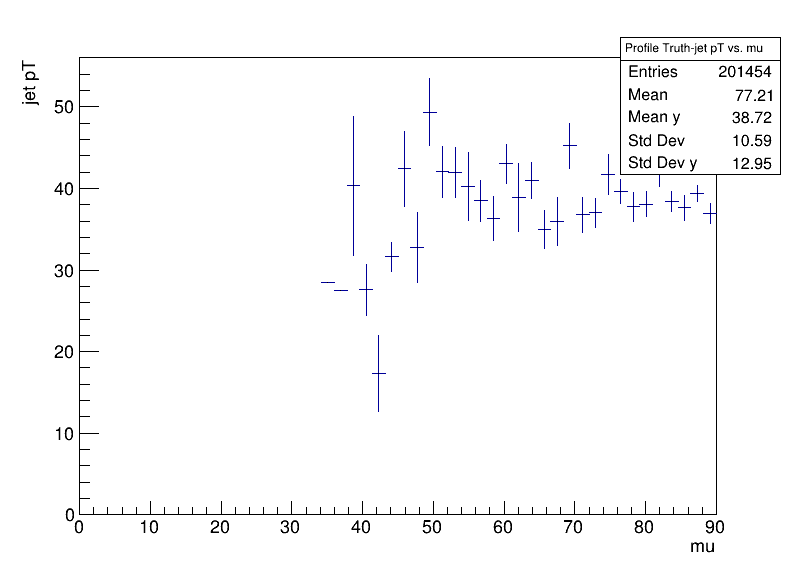 Profile Truth-jet pT vs. mu
Entries 201454
Mean 77.21
Mean y 38.72
Std Dev 10.59
Std Dev y 12.95
jet pT
50
40
30
20
10
0
0 10 20 30 40 50 60 70 80 90
mu